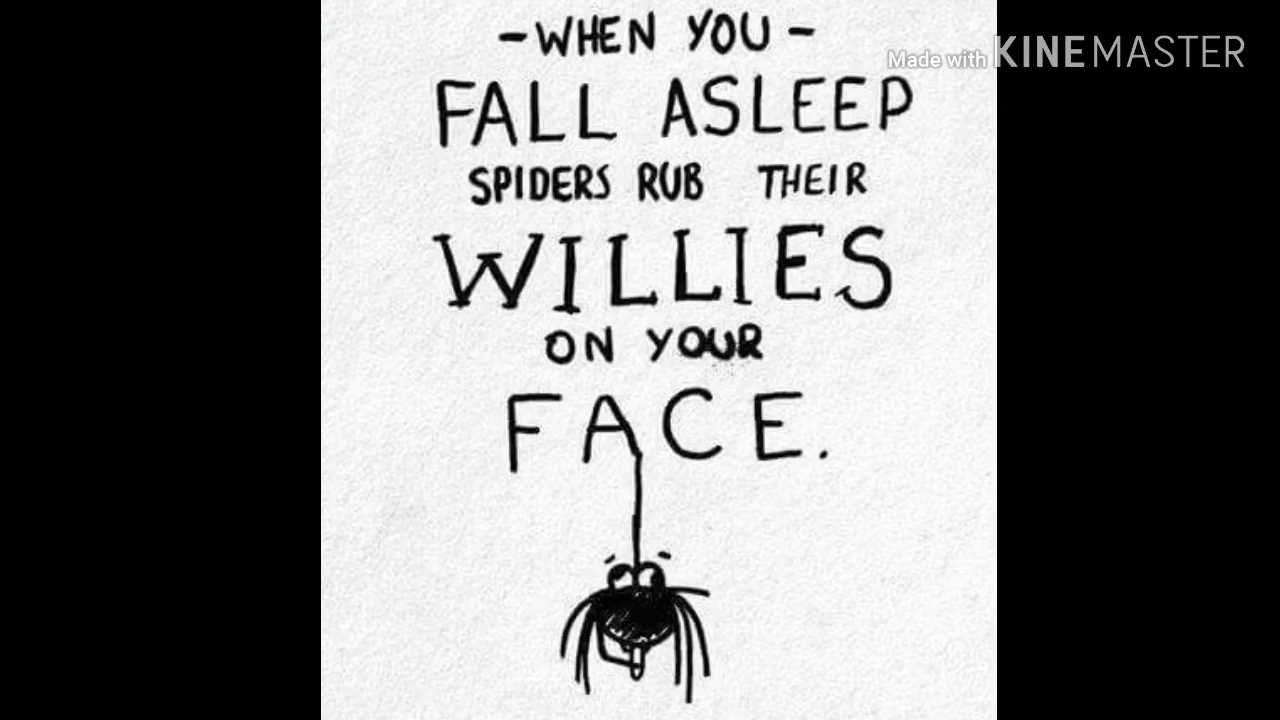 -WHEN YOU-
Made with KINEMASTER
FALL ASLEEP
SPIDERS RUB THEIR
WILLIES
ON YOUR
FACE.